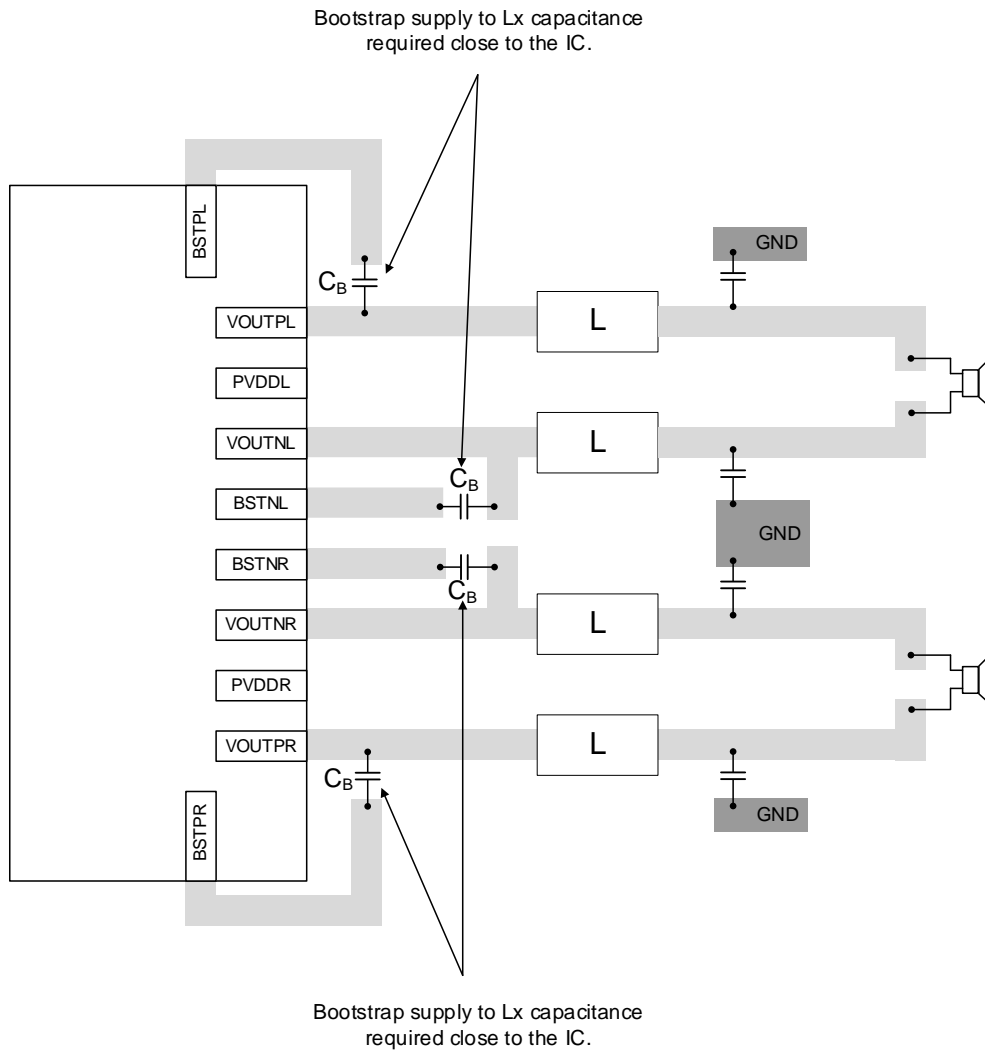 Bootstrap supply to Lx capacitance
required close to the IC.
BSTPL
GND
CB
VOUTPL
L
PVDDL
VOUTNL
L
CB
BSTNL
GND
BSTNR
CB
VOUTNR
L
PVDDR
VOUTPR
L
CB
GND
BSTPR
Bootstrap supply to Lx capacitance
required close to the IC.